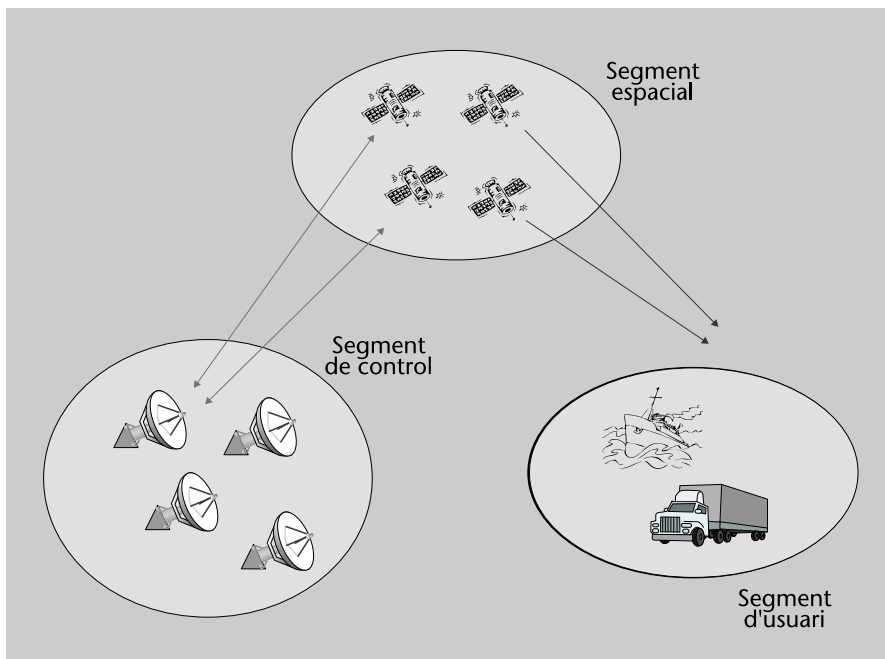 Segment
espacial
Segment
de control
Segment
d'usuari